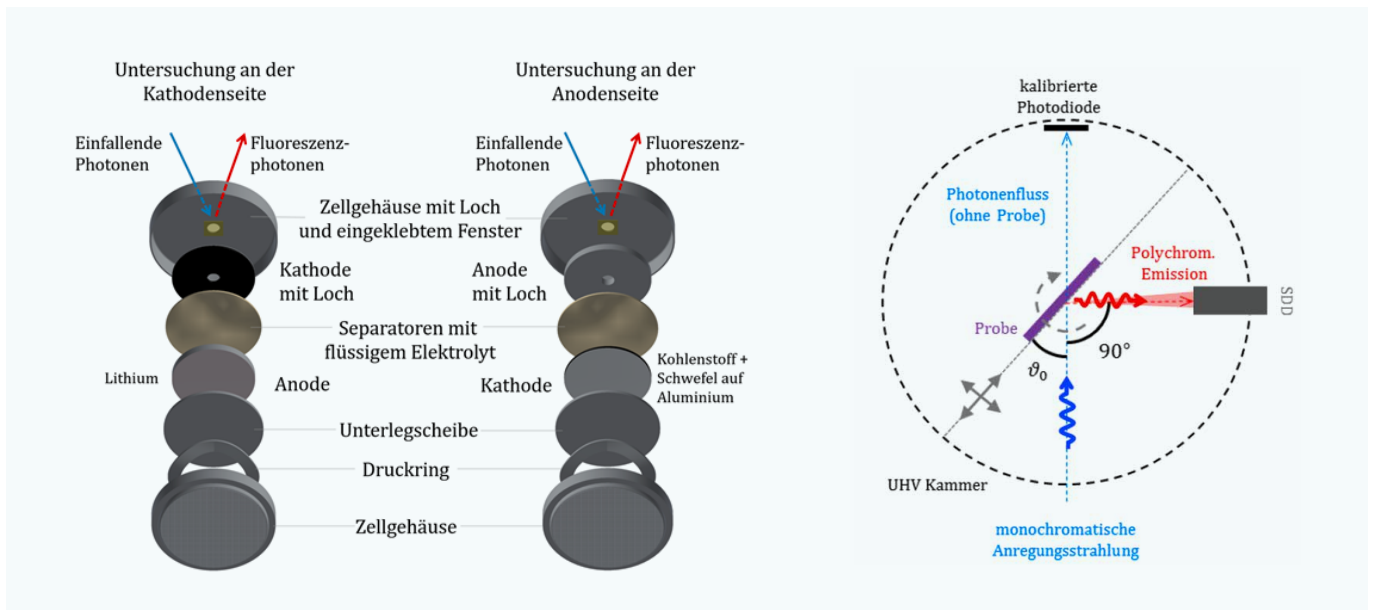 Untersuchung an der
Kathodenseite
Einfallende
Photonen
Fluoreszenz-
photonen
Untersuchung an der
Anodenseite
Einfallende
Photonen
Fluoreszenz-
photonen
Zellgehäuse mit Loch
und eingeklebtem Fenster
Kathode
mit Loch
Anode
mit Loch
Separatoren mit
flüssigem Elektrolyt
Lithium
Anode
Kathode
Kohlenstoff +
Schwefel auf
Aluminium
Unterlegscheibe
Druckring
Zellgehäuse
kalibrierte
Photodiode
Photonenfluss
(ohne Probe)
Polychrom.
Emission
SDD
Probe
90°
ϑ₀
UHV Kammer
monochromatische
Anregungsstrahlung